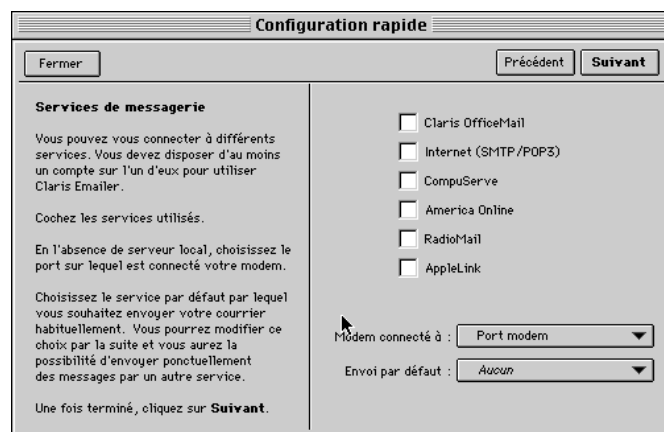 Configuration rapide
Fermer
Précédent
Suivant
Services de messagerie
Vous pouvez vous connecter à différents
services. Vous devez disposer d'au moins
un compte sur l'un d'eux pour utiliser
Claris Emailer.
Cochez les services utilisés.
En l'absence de serveur local, choisissez le
port sur lequel est connecté votre modem.
Choisissez le service par défaut par lequel
vous souhaitez envoyer votre courrier
habituellement. Vous pourrez modifier ce
choix par la suite et vous aurez la
possibilité d'envoyer ponctuellement
des messages par un autre service.
Une fois terminé, cliquez sur Suivant.
Claris OfficeMail
Internet (SMTP/POP3)
CompuServe
America Online
RadioMail
AppleLink
Modem connecté à : Port modem
Envoi par défaut : Aucun